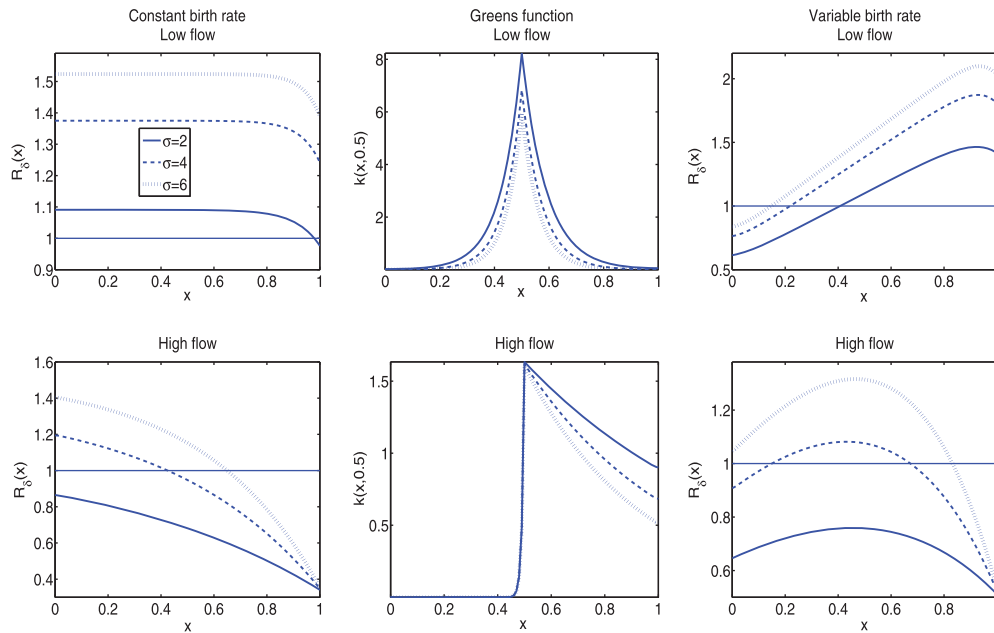 Constant birth rate
Low flow
1.5
1.4
1.3
1.2
1.1
1
0.9
Rδ(x)
σ=2
σ=4
σ=6
0 0.2 0.4 0.6 0.8 1
x
Greens function
Low flow
8
6
4
2
k(x,0.5)
0 0.2 0.4 0.6 0.8 1
x
Variable birth rate
Low flow
2
1.5
1
0.5
Rδ(x)
0 0.2 0.4 0.6 0.8 1
x
High flow
1.6
1.4
1.2
1
0.8
0.6
0.4
Rδ(x)
0 0.2 0.4 0.6 0.8 1
x
High flow
1.5
1
0.5
k(x,0.5)
0 0.2 0.4 0.6 0.8 1
x
High flow
1.2
1
0.8
0.6
Rδ(x)
0 0.2 0.4 0.6 0.8 1
x